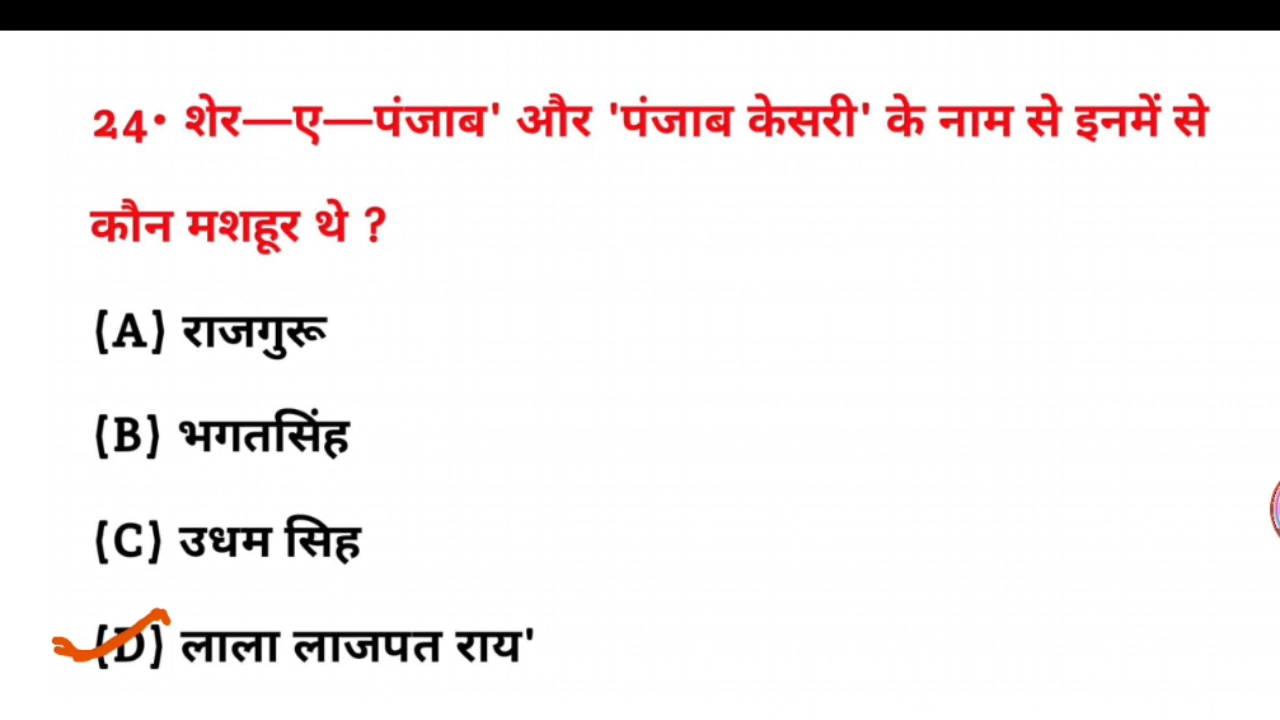 24· शेर—ए—पंजाब' और 'पंजाब केसरी' के नाम से इनमें से
कौन मशहूर थे ?
(A) राजगुरू
(B) भगतसिंह
(C) उधम सिह
(D) लाला लाजपत राय'